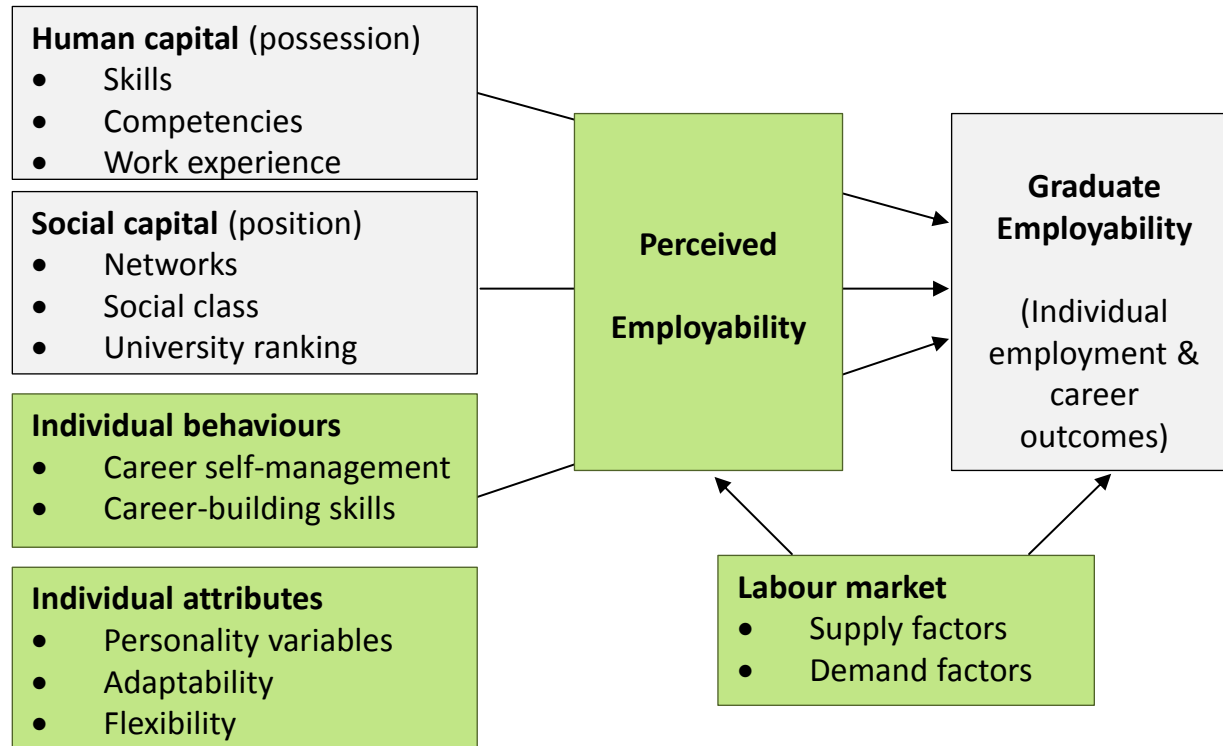 Human capital (possession)
• Skills
• Competencies
• Work experience
Social capital (position)
• Networks
• Social class
• University ranking
Individual behaviours
• Career self-management
• Career-building skills
Individual attributes
• Personality variables
• Adaptability
• Flexibility
Perceived
Employability
Graduate
Employability
(Individual
employment &
career
outcomes)
Labour market
• Supply factors
• Demand factors